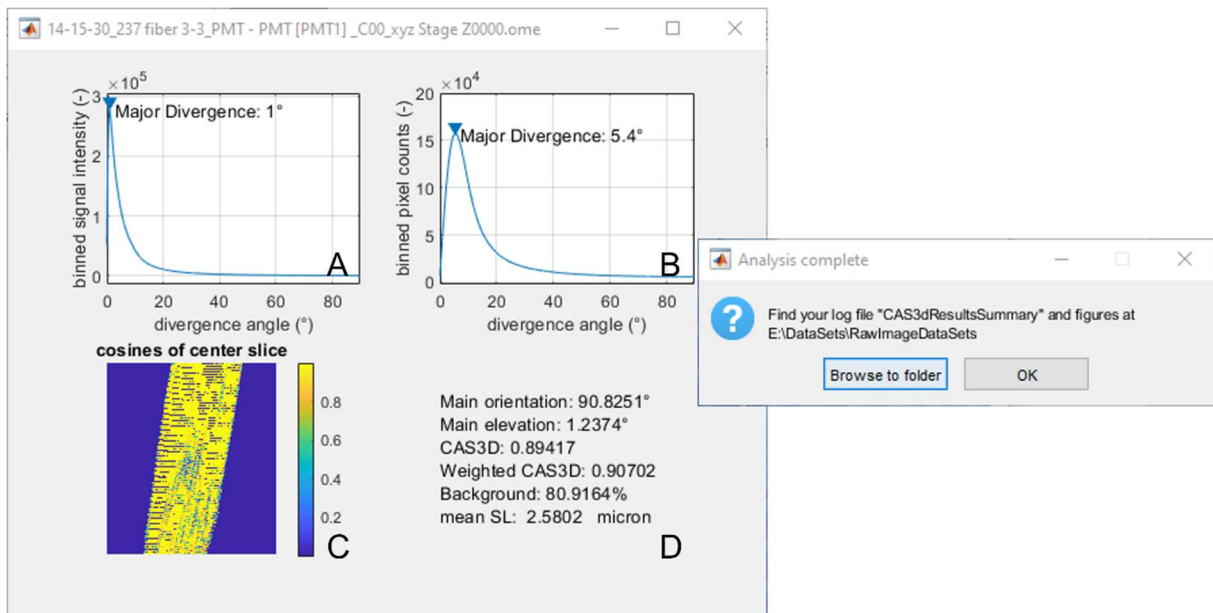 14-15-30_237 fiber 3-3_PMT - PMT [PMT1] _C00_xyz Stage Z0000.ome
×10^5
binned signal intensity (-)
3
2
1
0
Major Divergence: 1°
A
0 20 40 60 80
divergence angle (°)
×10^4
binned pixel counts (-)
20
15
10
5
0
Major Divergence: 5.4°
B
0 20 40 60 80
divergence angle (°)
cosines of center slice
0.8
0.6
0.4
0.2
C
Main orientation: 90.8251°
Main elevation: 1.2374°
CAS3D: 0.89417
Weighted CAS3D: 0.90702
Background: 80.9164%
mean SL: 2.5802 micron
D
Analysis complete
?
Find your log file "CAS3dResultsSummary" and figures at
E:\DataSets\RawImageDataSets
Browse to folder
OK